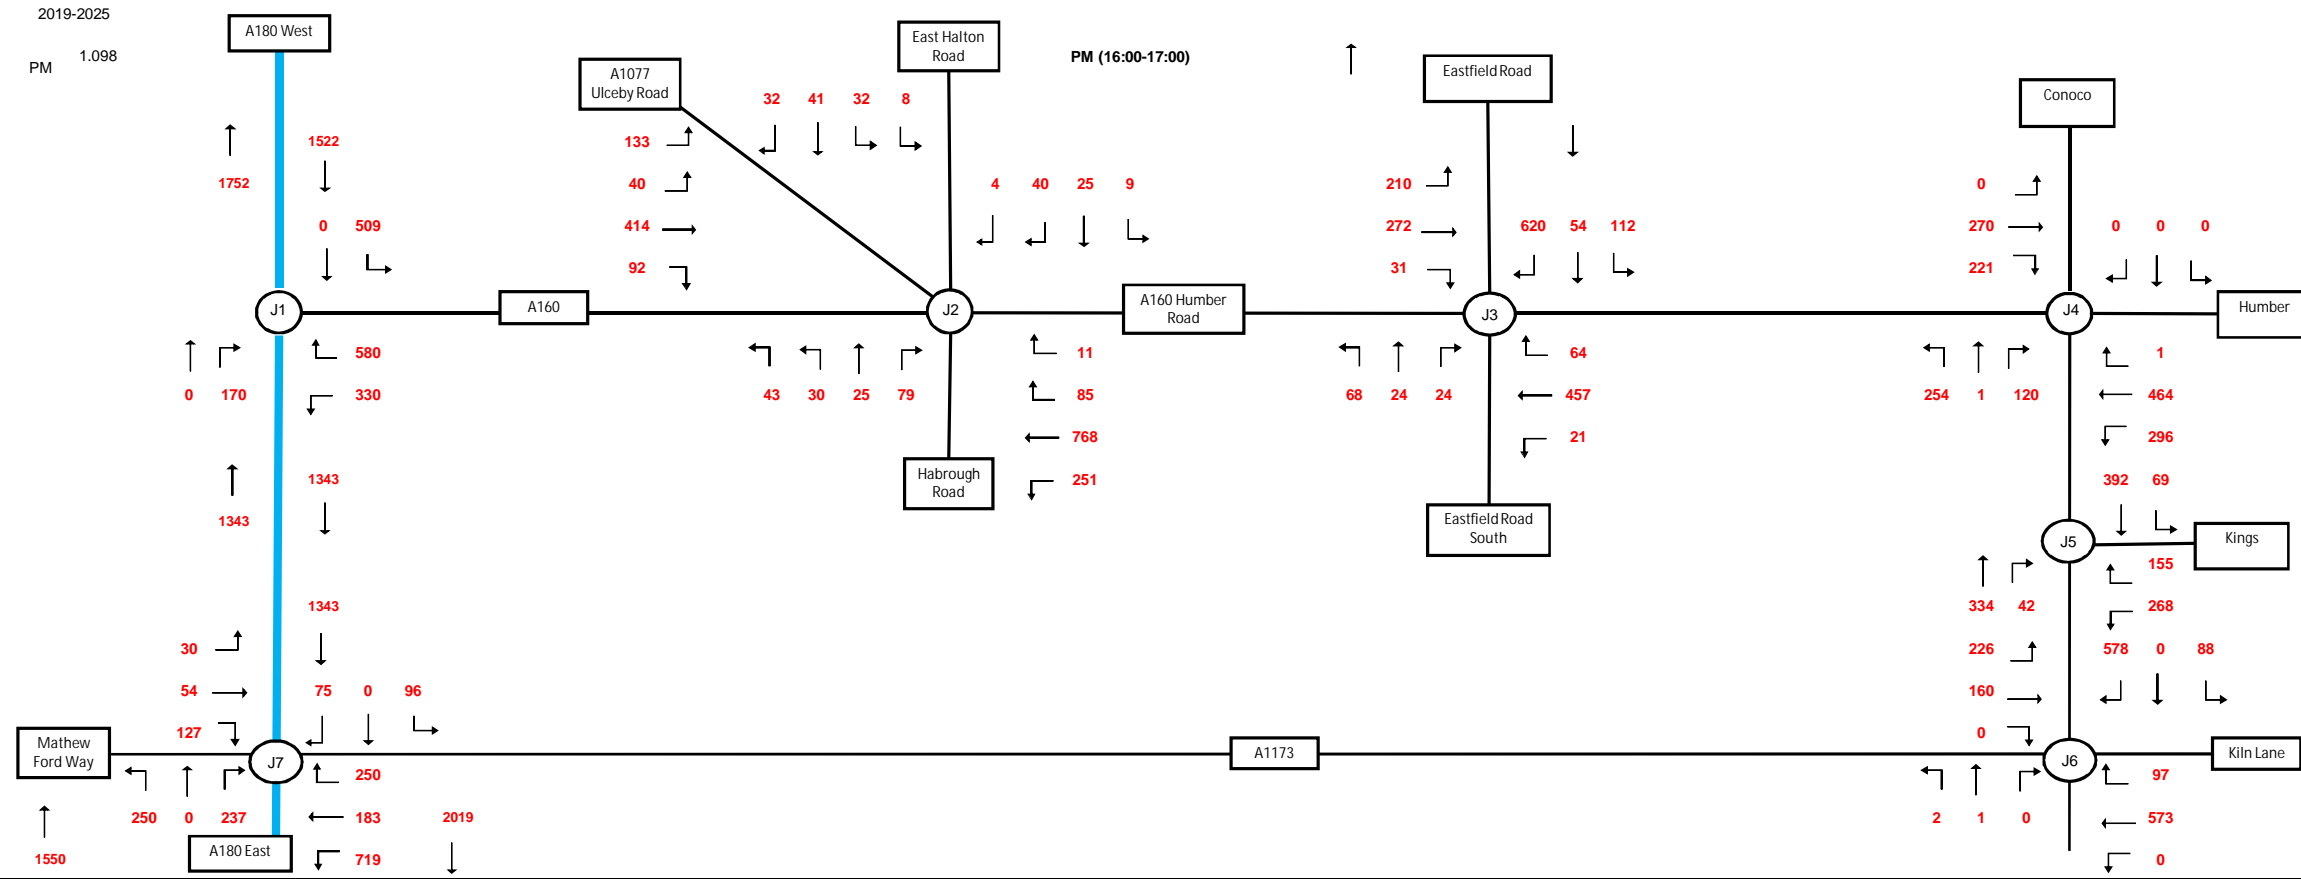 2019-2025
PM 1.098
A180 West
A1077
Ulceby Road
East Halton
Road
PM (16:00-17:00)
Eastfield Road
Conoco
32 41 32 8
133
1522
40
4 40 25 9
210
0
1752
0 509
414
272
620 54 112
270
0 0 0
92
31
221
J1
A160
J2
A160 Humber
Road
J3
J4
Humber
580
11
64
1
0 170
330
43 30 25 79
85
68 24 24
457
254 1 120
464
768
21
296
1343
Habrough
Road
251
392 69
1343
Eastfield Road
South
J5
Kings
155
1343
334 42
268
30
226
578 0 88
54
75 0 96
160
127
0
Mathew
Ford Way
J7
A1173
J6
Kiln Lane
250
97
250 0 237
183
2019
2 1 0
573
1550
A180 East
719
0